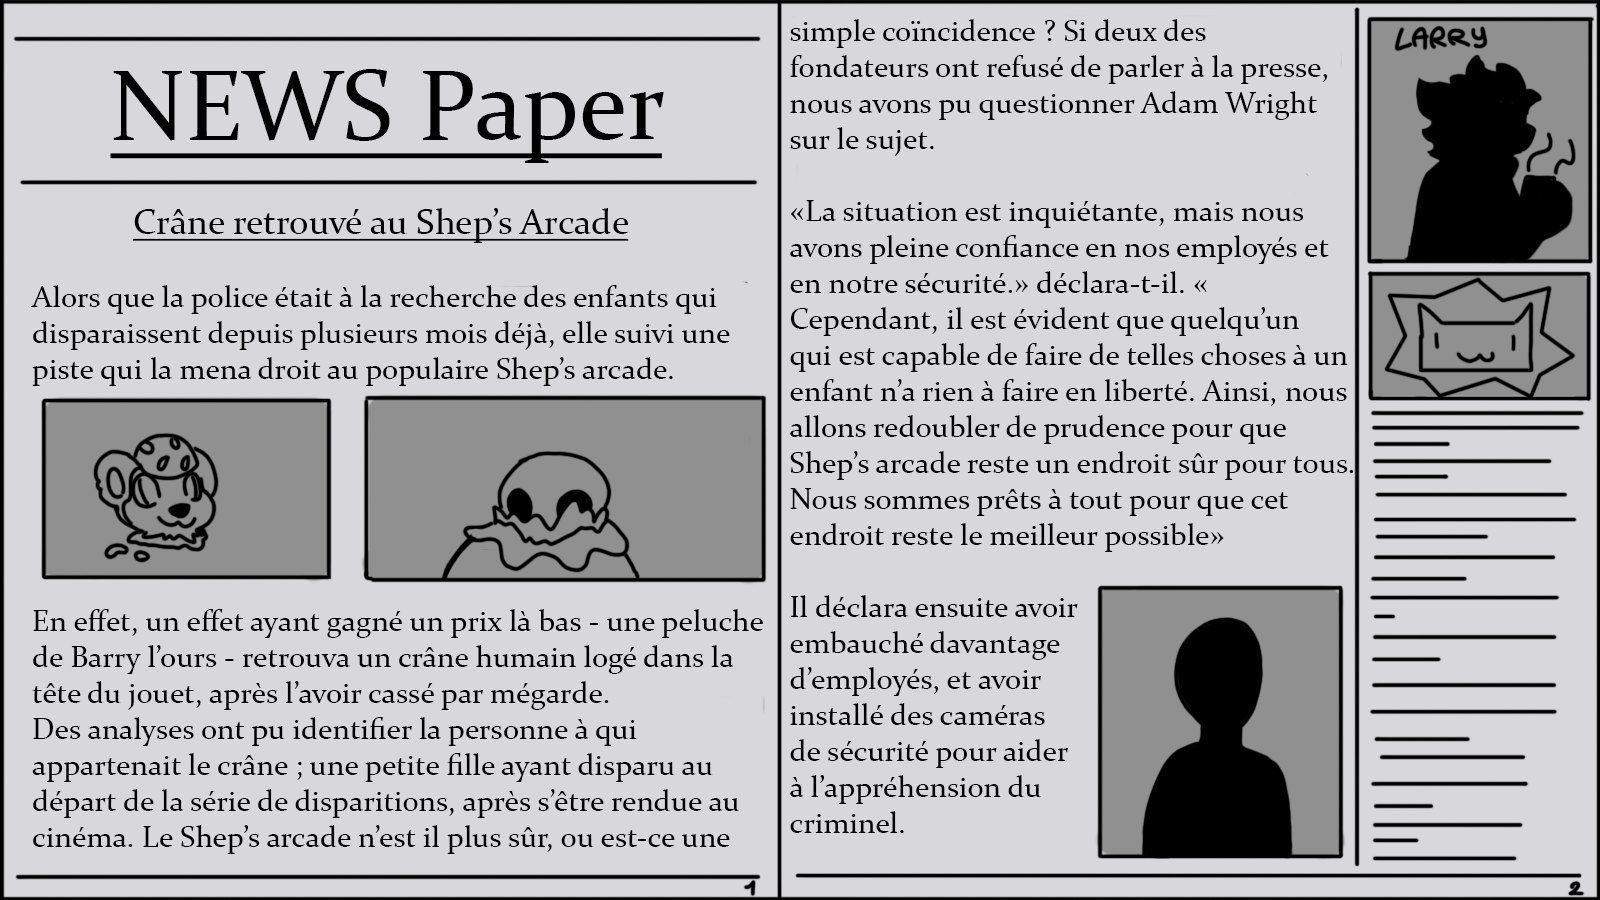 NEWS Paper
Crâne retrouvé au Shep's Arcade
Alors que la police était à la recherche des enfants qui
disparaissent depuis plusieurs mois déjà, elle suivi une
piste qui la mena droit au populaire Shep's arcade.
En effet, un effet ayant gagné un prix là bas - une peluche
de Barry l'ours - retrouva un crâne humain logé dans la
tête du jouet, après l'avoir cassé par mégarde.
Des analyses ont pu identifier la personne à qui
appartenait le crâne ; une petite fille ayant disparu au
départ de la série de disparitions, après s'être rendue au
cinéma. Le Shep's arcade n'est il plus sûr, ou est-ce une
1
simple coïncidence ? Si deux des
fondateurs ont refusé de parler à la presse,
nous avons pu questionner Adam Wright
sur le sujet.
«La situation est inquiétante, mais nous
avons pleine confiance en nos employés et
en notre sécurité.» déclara-t-il. «
Cependant, il est évident que quelqu'un
qui est capable de faire de telles choses à un
enfant n'a rien à faire en liberté. Ainsi, nous
allons redoubler de prudence pour que
Shep's arcade reste un endroit sûr pour tous.
Nous sommes prêts à tout pour que cet
endroit reste le meilleur possible»
Il déclara ensuite avoir
embauché davantage
d'employés, et avoir
installé des caméras
de sécurité pour aider
à l'appréhension du
criminel.
LARRY
2